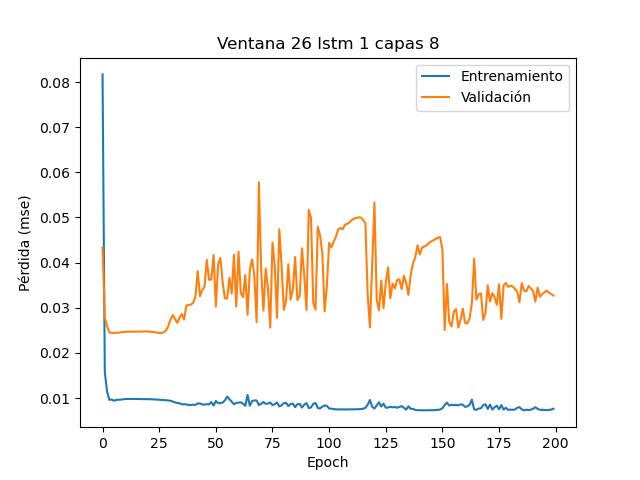 Ventana 26 lstm 1 capas 8
Entrenamiento
Validación
Pérdida (mse)
0.08
0.07
0.06
0.05
0.04
0.03
0.02
0.01
0 25 50 75 100 125 150 175 200
Epoch